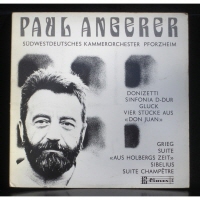 PAUL ANGERER
SÜDWESTDEUTSCHES KAMMERORCHESTER PFORZHEIM
DONIZETTI
SINFONIA D-DUR
GLUCK
VIER STÜCKE AUS
«DON JUAN»
GRIEG
SUITE
«AUS HOLBERGS ZEIT»
SIBELIUS
SUITE CHAMPÊTRE